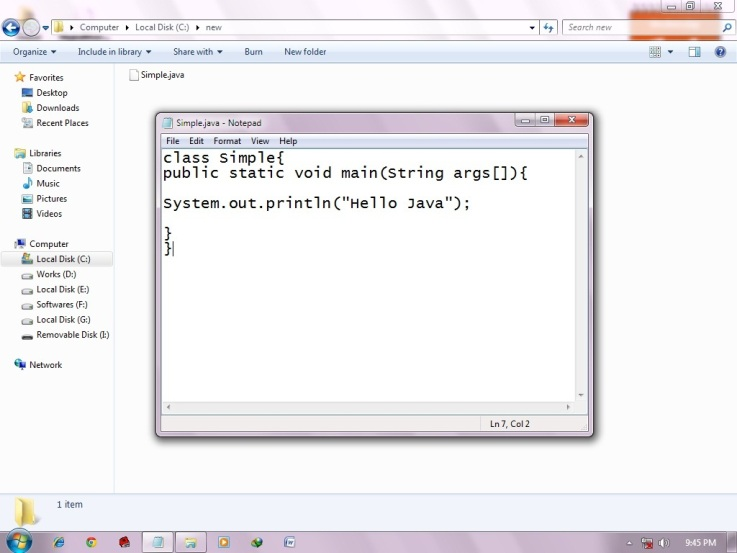 Computer ▸ Local Disk (C:) ▸ new
Search new
Organize Include in library Share with Burn New folder
Favorites
Desktop
Downloads
Recent Places
Libraries
Documents
Music
Pictures
Videos
Computer
Local Disk (C:)
Works (D:)
Local Disk (E:)
Softwares (F:)
Local Disk (G:)
Removable Disk (I:)
Network
Simple.java
Simple.java - Notepad
File Edit Format View Help
class Simple{
public static void main(String args[]){
System.out.println("Hello Java");
}
}
Ln 7, Col 2
1 item
9:45 PM